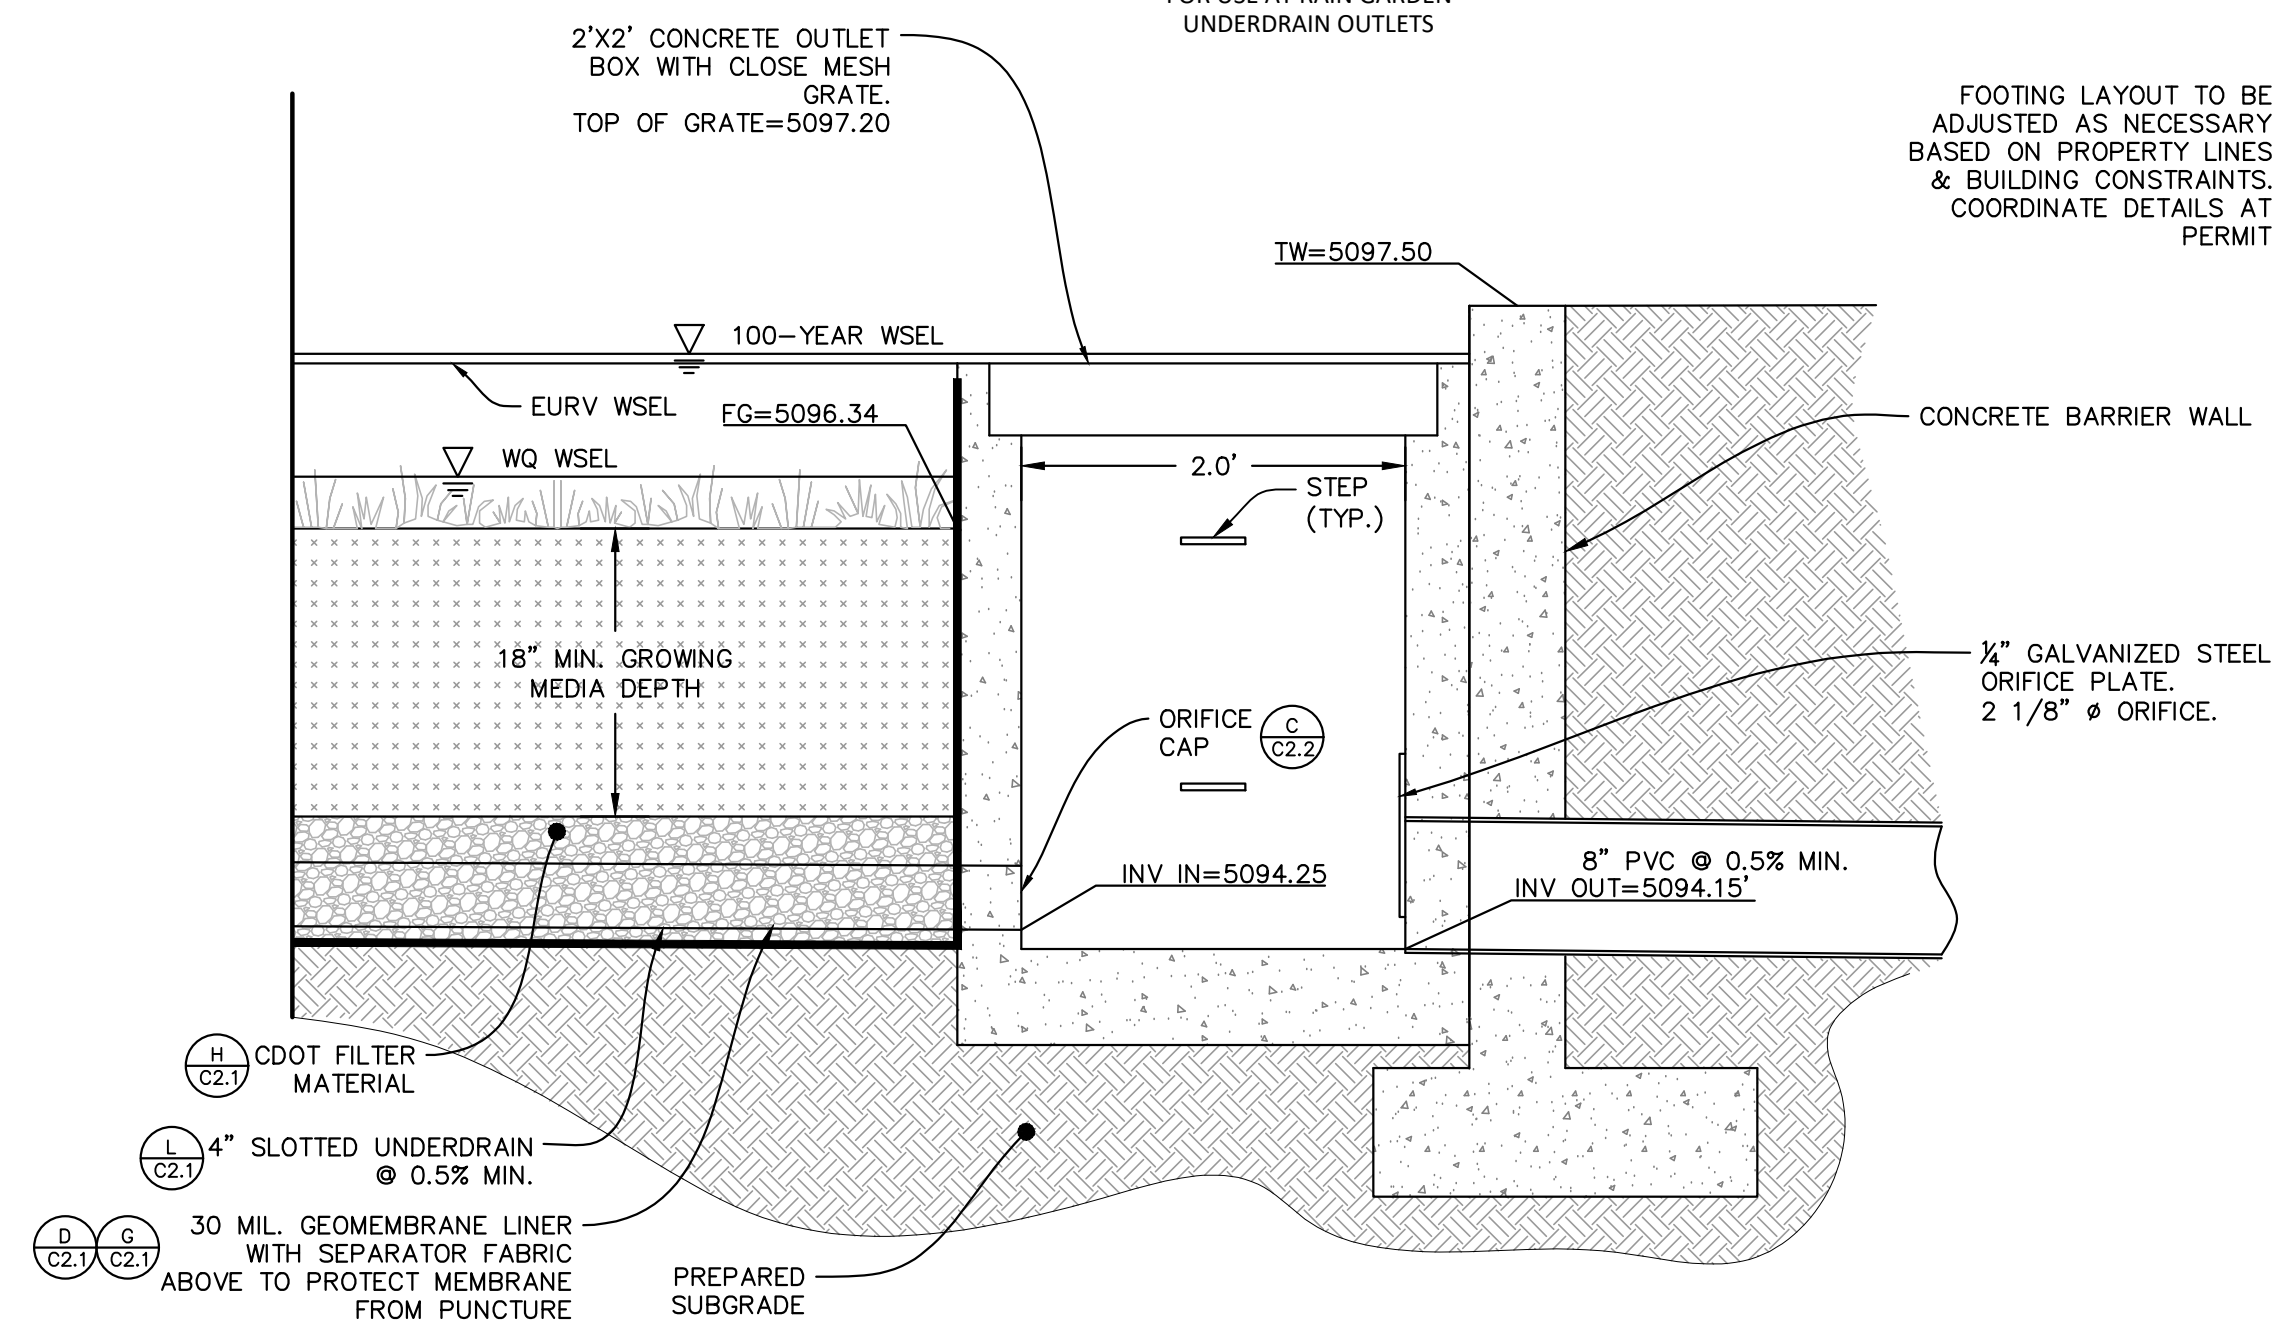 FOR USE AT RAIN GARDEN
UNDERDRAIN OUTLETS
2'X2' CONCRETE OUTLET
BOX WITH CLOSE MESH
GRATE.
TOP OF GRATE=5097.20
FOOTING LAYOUT TO BE
ADJUSTED AS NECESSARY
BASED ON PROPERTY LINES
& BUILDING CONSTRAINTS.
COORDINATE DETAILS AT
PERMIT
TW=5097.50
100-YEAR WSEL
EURV WSEL
FG=5096.34
CONCRETE BARRIER WALL
WQ WSEL
2.0'
STEP
(TYP.)
18" MIN. GROWING
MEDIA DEPTH
¼" GALVANIZED STEEL
ORIFICE PLATE.
2 1/8" ø ORIFICE.
ORIFICE
CAP
C
C2.2
INV IN=5094.25
8" PVC @ 0.5% MIN.
INV OUT=5094.15'
H
C2.1
CDOT FILTER
MATERIAL
L
C2.1
4" SLOTTED UNDERDRAIN
@ 0.5% MIN.
D
C2.1
G
C2.1
30 MIL. GEOMEMBRANE LINER
WITH SEPARATOR FABRIC
ABOVE TO PROTECT MEMBRANE
FROM PUNCTURE
PREPARED
SUBGRADE